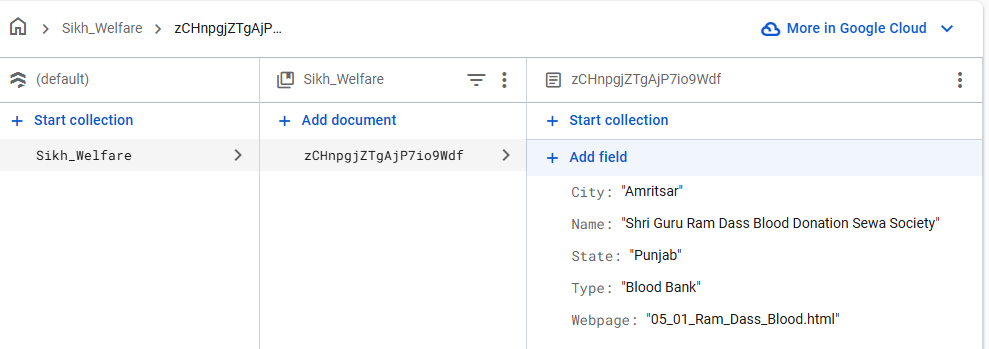 Sikh_Welfare
zCHnpgjZTgAjP...
More in Google Cloud
(default)
Sikh_Welfare
zCHnpgjZTgAjP7io9Wdf
+ Start collection
+ Add document
+ Start collection
Sikh_Welfare
zCHnpgjZTgAjP7io9Wdf
+ Add field
City: "Amritsar"
Name: "Shri Guru Ram Dass Blood Donation Sewa Society"
State: "Punjab"
Type: "Blood Bank"
Webpage: "05_01_Ram_Dass_Blood.html"